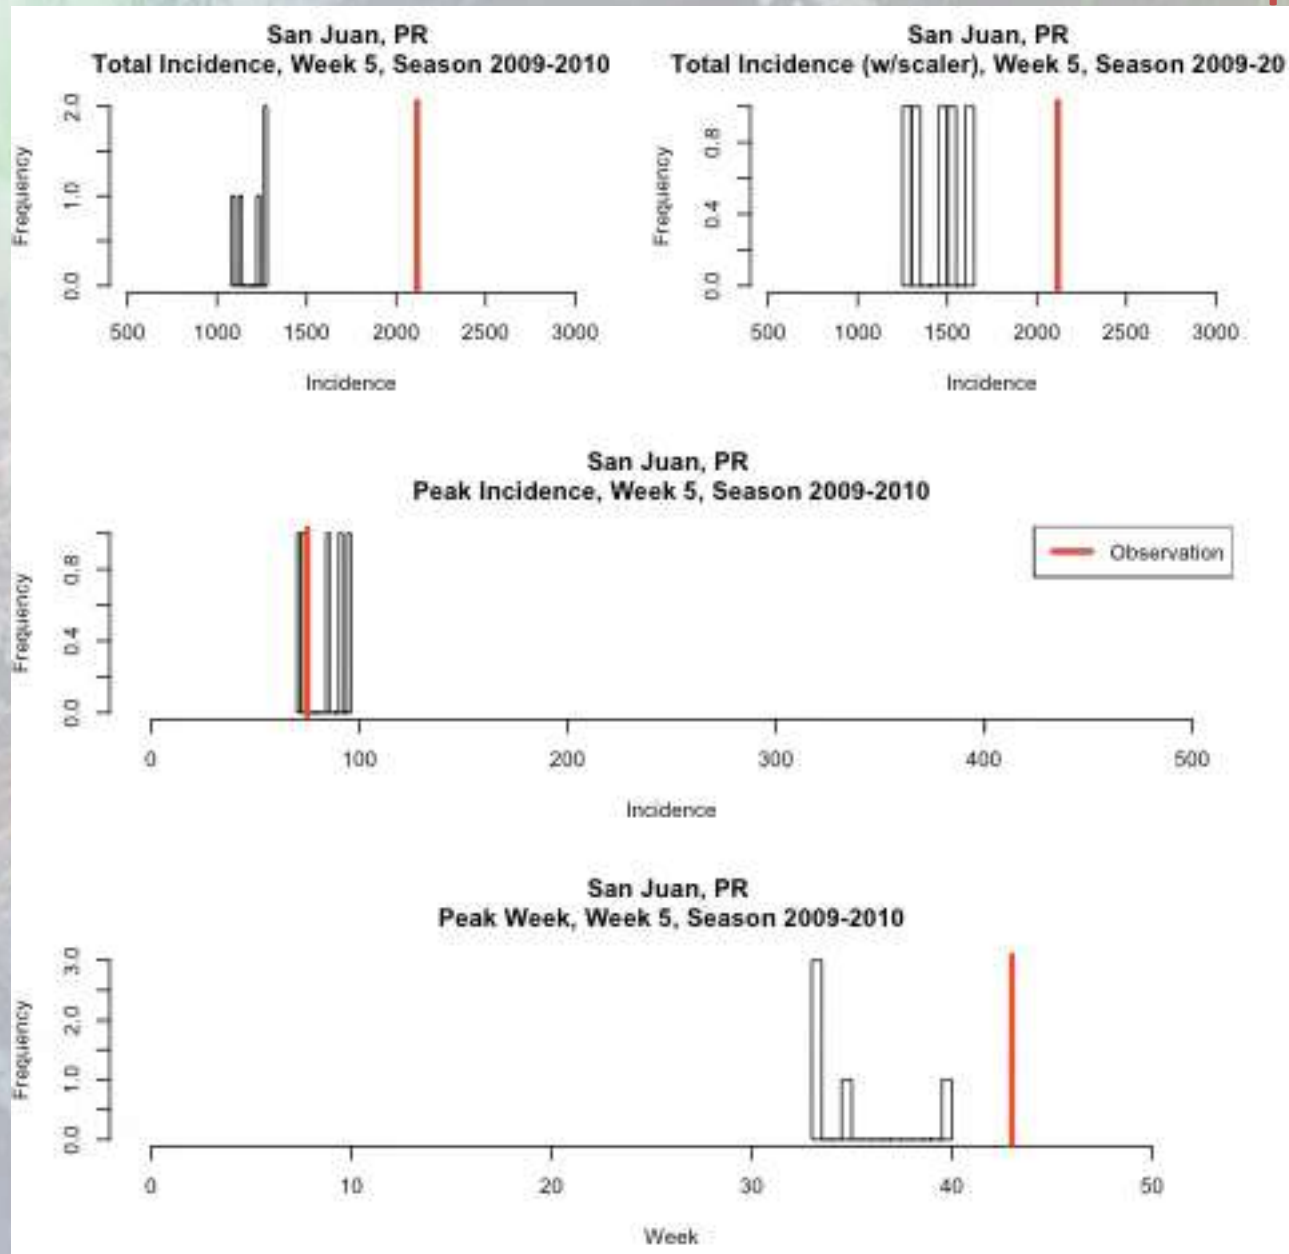 San Juan, PR
Total Incidence, Week 5, Season 2009-2010
Frequency
0.0 1.0 2.0
500 1000 1500 2000 2500 3000
Incidence
San Juan, PR
Total Incidence (w/scaler), Week 5, Season 2009-20
Frequency
0.0 0.4 0.8
500 1000 1500 2000 2500 3000
Incidence
San Juan, PR
Peak Incidence, Week 5, Season 2009-2010
Observation
Frequency
0.0 0.4 0.8
0 100 200 300 400 500
Incidence
San Juan, PR
Peak Week, Week 5, Season 2009-2010
Frequency
0.0 1.0 2.0 3.0
0 10 20 30 40 50
Week